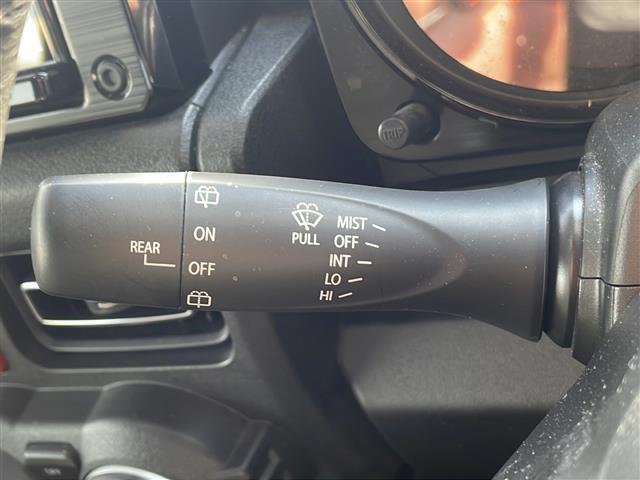 TRIP
MIST
OFF
INT
LO
HI
PULL
ON
REAR
OFF